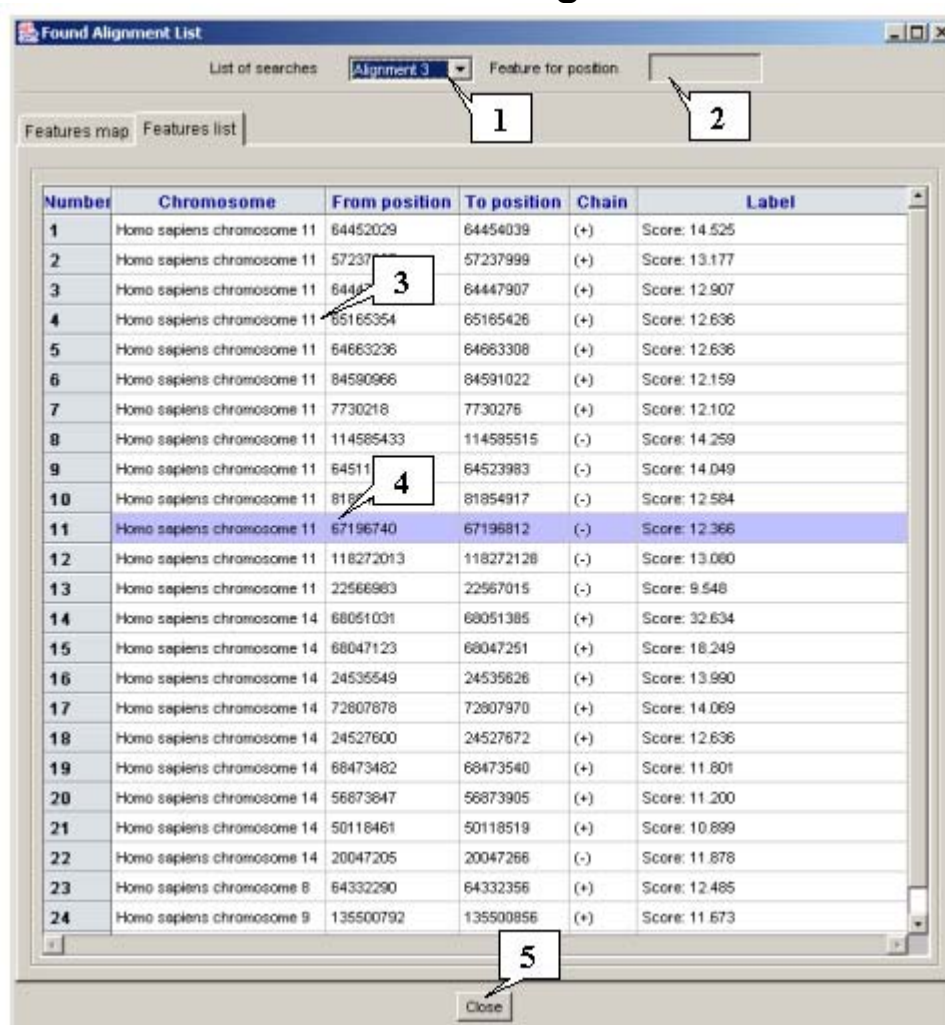 Found Alignment List
List of searches Alignment 3 Feature for position
1 2
Features map Features list
Number Chromosome From position To position Chain Label
1 Homo sapiens chromosome 11 64452029 64454039 (+) Score: 14.525
2 Homo sapiens chromosome 11 57237999 (+) Score: 13.177
3 Homo sapiens chromosome 11 64447907 (+) Score: 12.907
3
4 Homo sapiens chromosome 11 65165354 65165426 (+) Score: 12.636
5 Homo sapiens chromosome 11 64663236 64663308 (+) Score: 12.636
6 Homo sapiens chromosome 11 84590966 84591022 (+) Score: 12.159
7 Homo sapiens chromosome 11 7730218 7730276 (+) Score: 12.102
8 Homo sapiens chromosome 11 114585433 114585515 (-) Score: 14.259
9 Homo sapiens chromosome 11 64523983 (-) Score: 14.049
4
10 Homo sapiens chromosome 11 81854917 (-) Score: 12.584
11 Homo sapiens chromosome 11 67196740 67196812 (-) Score: 12.366
12 Homo sapiens chromosome 11 118272013 118272128 (-) Score: 13.080
13 Homo sapiens chromosome 11 22566983 22567015 (-) Score: 9.548
14 Homo sapiens chromosome 14 68051031 68051385 (+) Score: 32.634
15 Homo sapiens chromosome 14 68047123 68047251 (+) Score: 18.249
16 Homo sapiens chromosome 14 24535549 24535626 (+) Score: 13.990
17 Homo sapiens chromosome 14 72807878 72807970 (+) Score: 14.069
18 Homo sapiens chromosome 14 24527600 24527672 (+) Score: 12.636
19 Homo sapiens chromosome 14 68473482 68473540 (+) Score: 11.801
20 Homo sapiens chromosome 14 56873847 56873905 (+) Score: 11.200
21 Homo sapiens chromosome 14 50118461 50118519 (+) Score: 10.899
22 Homo sapiens chromosome 14 20047205 20047266 (-) Score: 11.878
23 Homo sapiens chromosome 8 64332290 64332356 (+) Score: 12.485
24 Homo sapiens chromosome 9 135500792 135500856 (+) Score: 11.673
5
Close